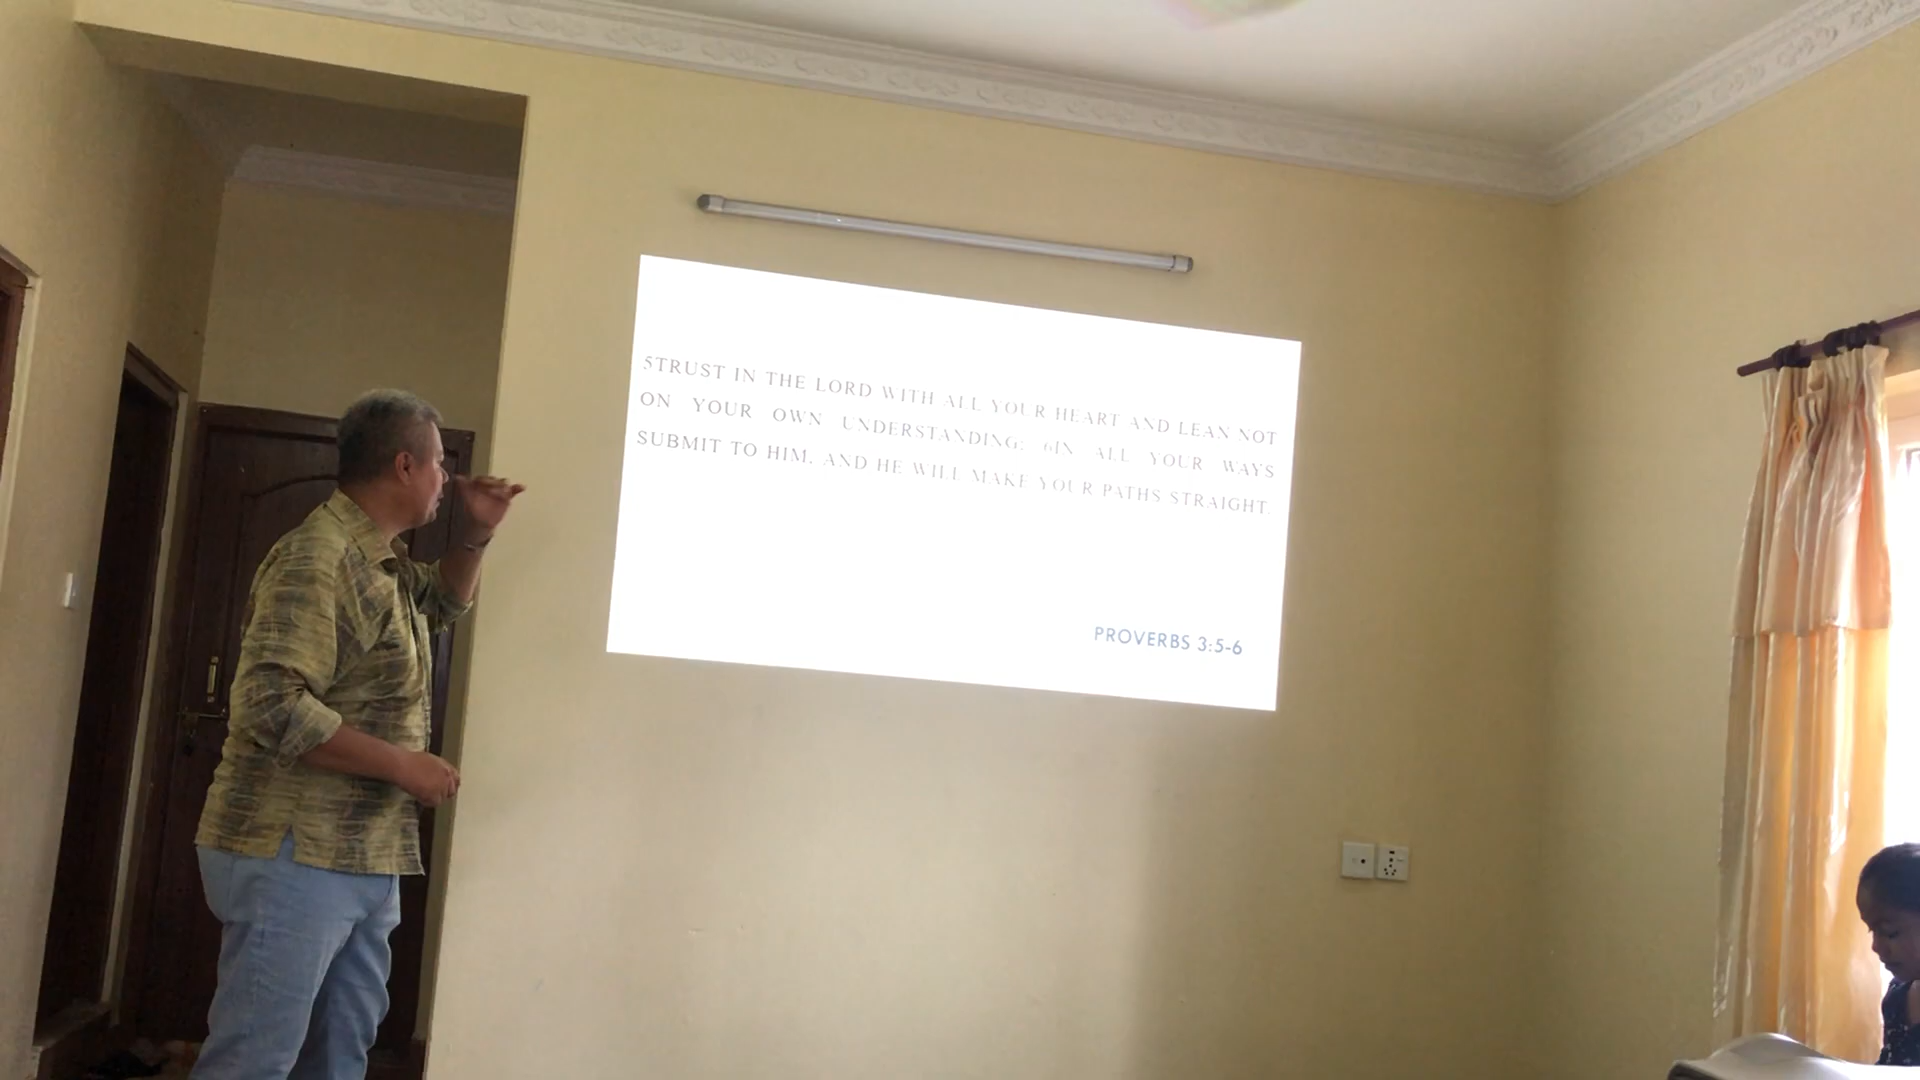 5TRUST IN THE LORD WITH ALL YOUR HEART AND LEAN NOT
ON YOUR OWN UNDERSTANDING; 6IN ALL YOUR WAYS
SUBMIT TO HIM, AND HE WILL MAKE YOUR PATHS STRAIGHT.
PROVERBS 3:5-6